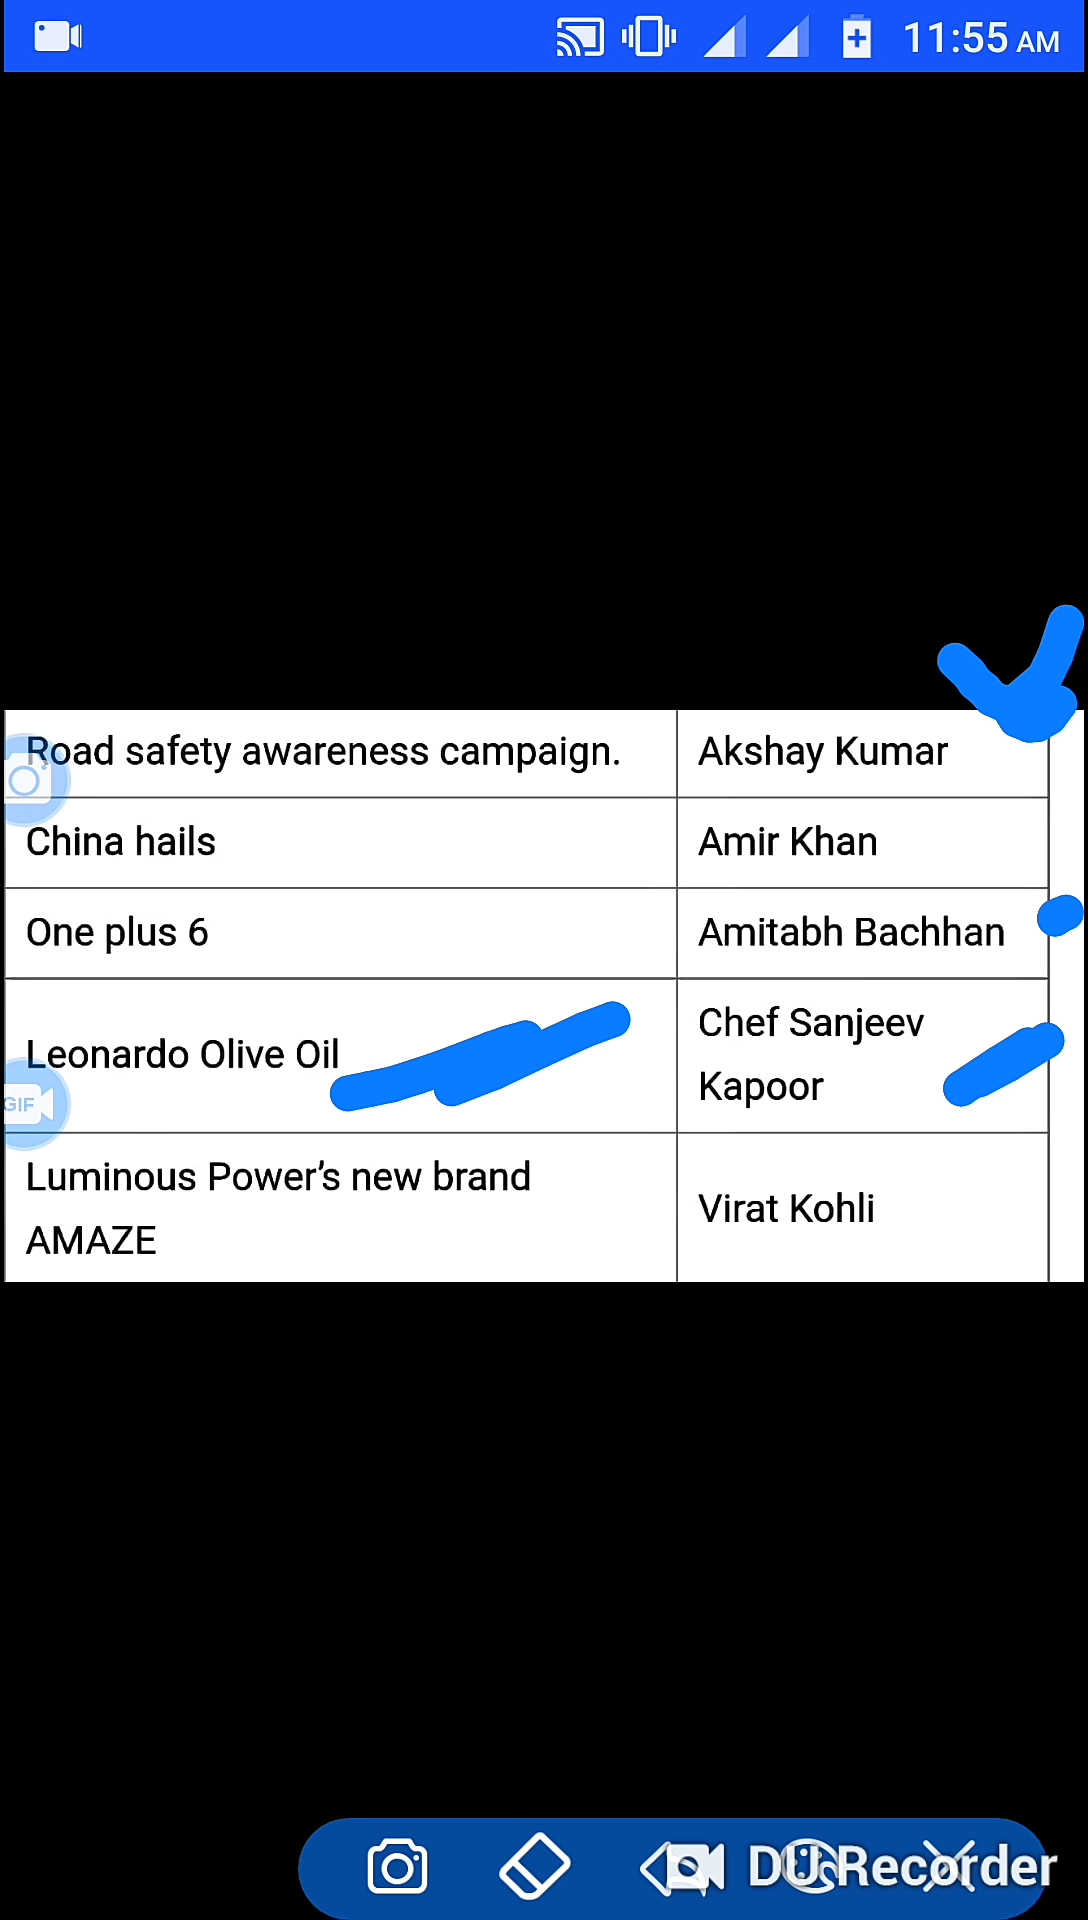 11:55 AM
Road safety awareness campaign.
Akshay Kumar
China hails
Amir Khan
One plus 6
Amitabh Bachhan
Leonardo Olive Oil
Chef Sanjeev
Kapoor
GIF
Luminous Power's new brand
AMAZE
Virat Kohli
DU Recorder